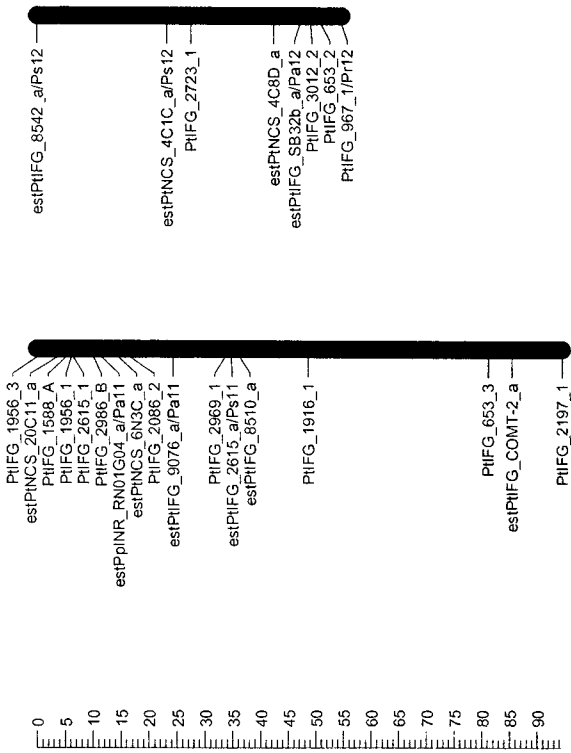 estPtIFG_8542_a/Ps12
estPtNCS_4C1C_a/Ps12
PtIFG_2723_1
estPtNCS_4C8D_a
estPtIFG_SB32b_a/Pa12
PtIFG_3012_2
PtIFG_653_2
PtIFG_967_1/Pr12
PtIFG_1956_3
estPtNCS_20C11_a
PtIFG_1588_A
PtIFG_1956_1
PtIFG_2615_1
PtIFG_2986_B
estPpINR_RN01G04_a/Pa11
estPtNCS_6N3C_a
PtIFG_2086_2
estPtIFG_9076_a/Pa11
PtIFG_2969_1
estPtIFG_2615_a/Ps11
estPtIFG_8510_a
PtIFG_1916_1
PtIFG_653_3
estPtIFG_COMT-2_a
PtIFG_2197_1
0
5
10
15
20
25
30
35
40
45
50
55
60
65
70
75
80
85
90